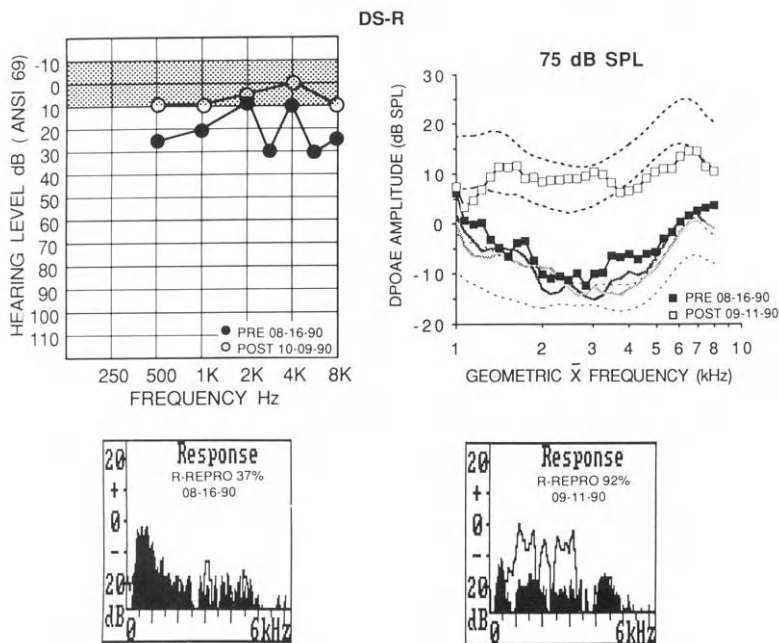 DS-R
HEARING LEVEL dB ( ANSI 69)
-10
0
10
20
30
40
50
60
70
80
90
100
110
● PRE 08-16-90
○ POST 10-09-90
250 500 1K 2K 4K 8K
FREQUENCY Hz
75 dB SPL
DPOAE AMPLITUDE (dB SPL)
30
20
10
0
-10
-20
■ PRE 08-16-90
□ POST 09-11-90
1 2 3 4 5 6 7 8 10
GEOMETRIC X̄ FREQUENCY (kHz)
Response
R-REPRO 37%
08-16-90
20
+
0
-
20
dB
0 6kHz
Response
R-REPRO 92%
09-11-90
20
+
0
-
20
dB
0 6kHz